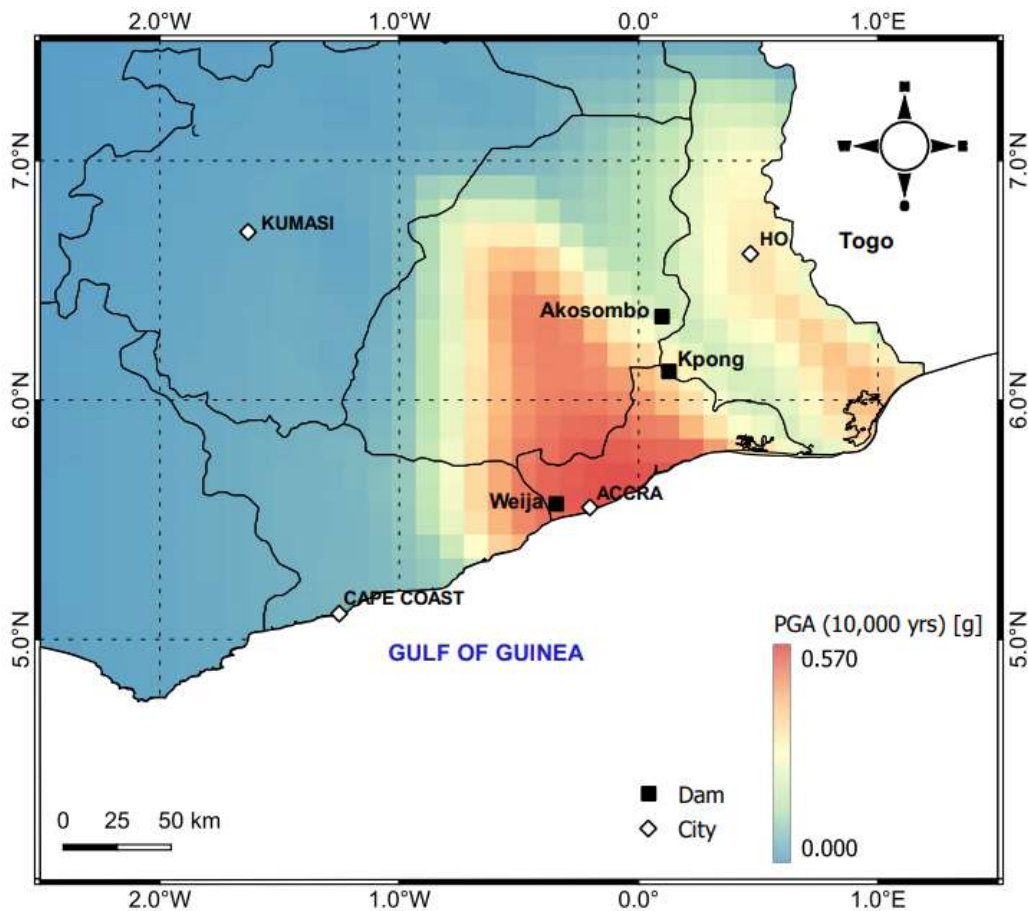 2.0°W 1.0°W 0.0° 1.0°E
7.0°N 7.0°N
KUMASI
HO
Togo
Akosombo
Kpong
6.0°N 6.0°N
Weija
ACCRA
CAPE COAST
5.0°N 5.0°N
GULF OF GUINEA
PGA (10,000 yrs) [g]
0.570
0.000
Dam
City
0 25 50 km
2.0°W 1.0°W 0.0° 1.0°E